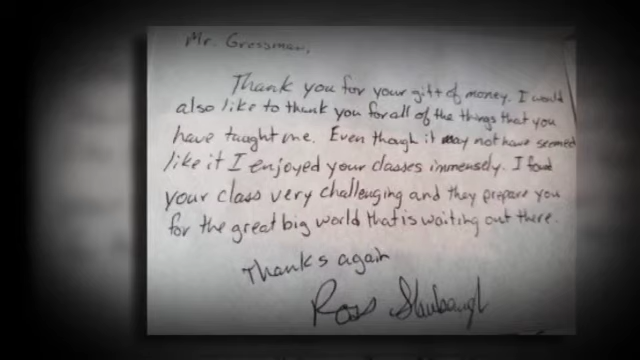 Mr. Grossman,
Thank you for your gift of money. I would
also like to thank you for all of the things that you
have taught me. Even though it may not have seemed
like it I enjoyed your classes immensely. I
your class very challenging and they prepare you
for the great big world that is waiting out there.
Thanks again
Ross